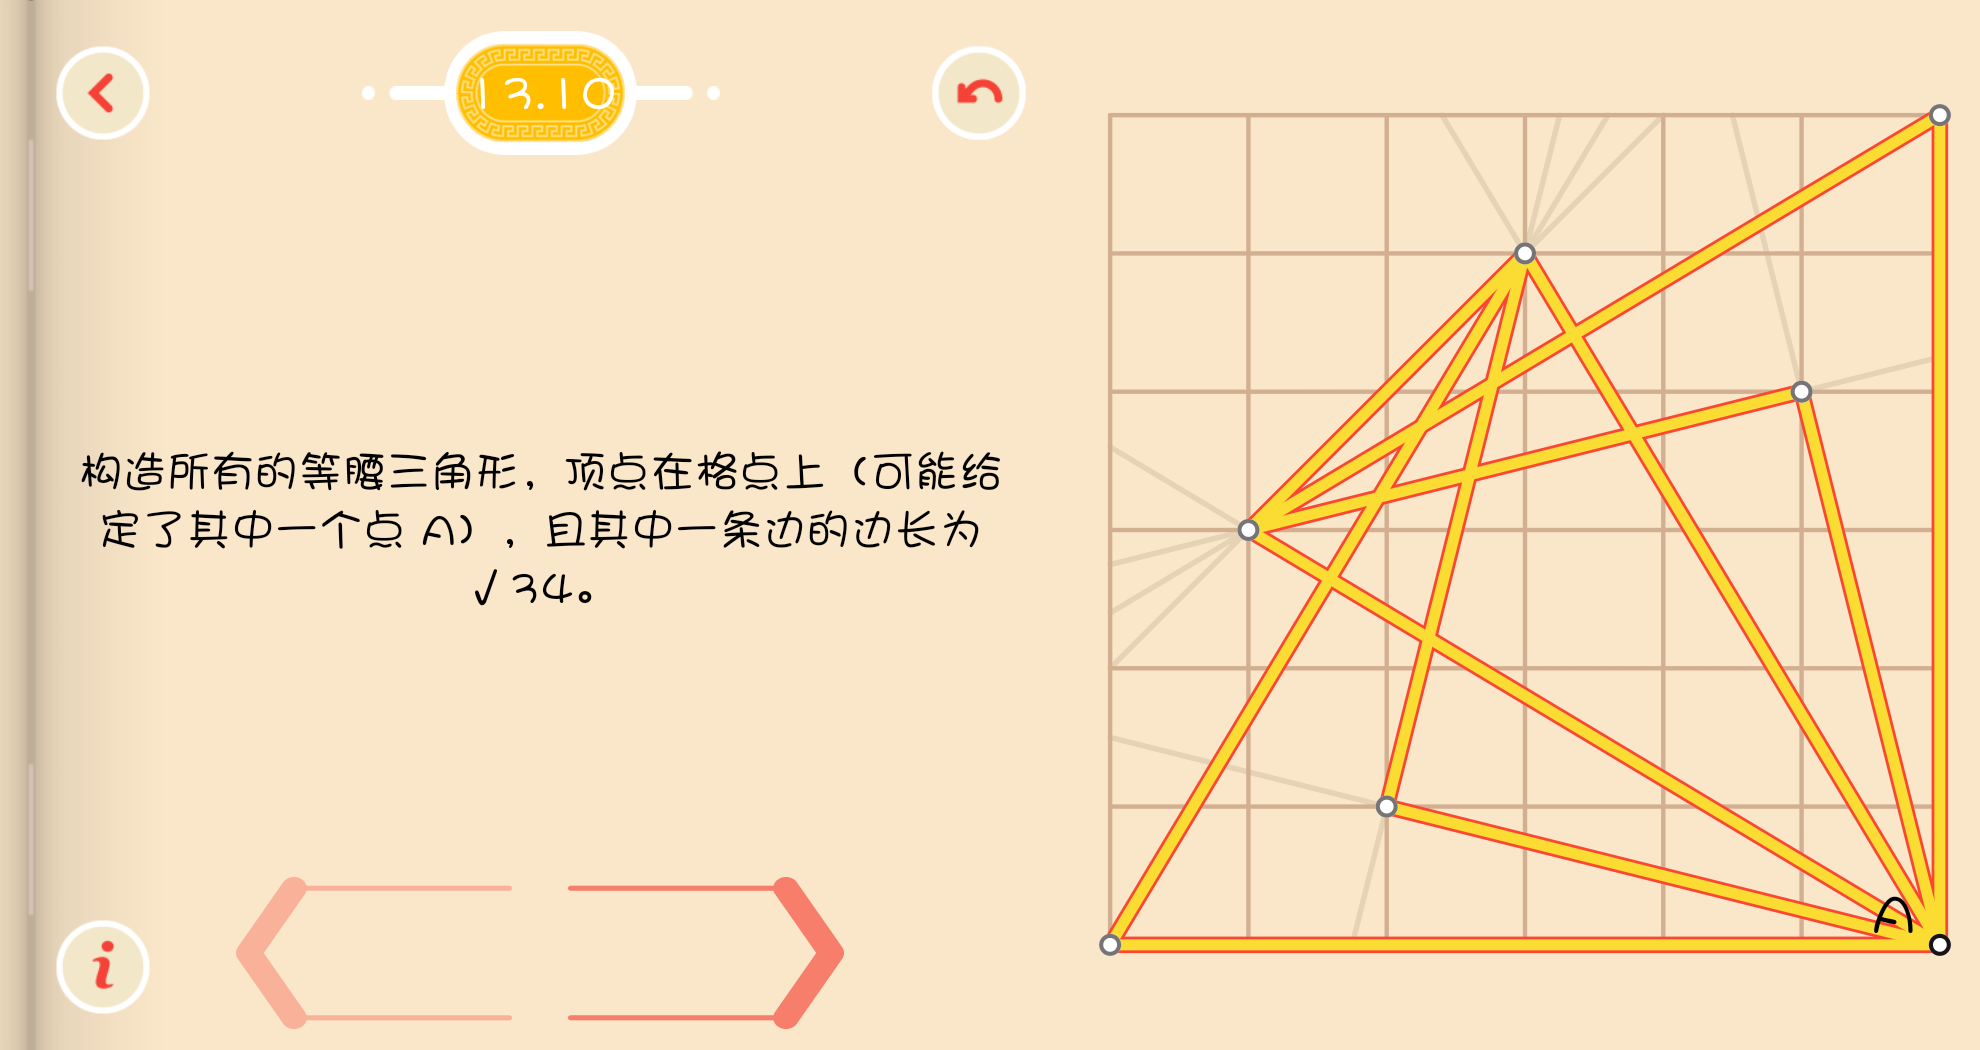 13.10
构造所有的等腰三角形，顶点在格点上（可能给
定了其中一个点 A），且其中一条边的边长为
√34。
A
i